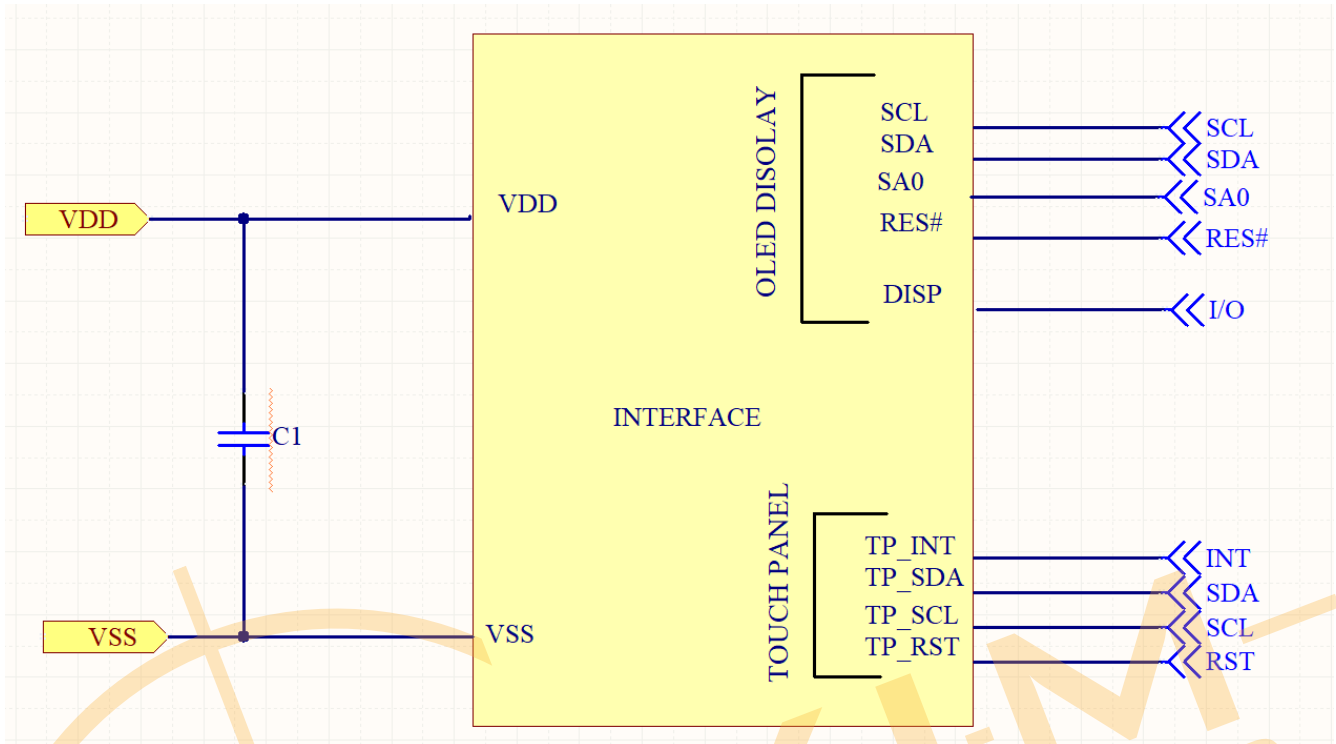 OLED DISOLAY
SCL
SCL
SDA
SDA
SA0
SA0
VDD
VDD
RES#
RES#
DISP
I/O
INTERFACE
C1
TOUCH PANEL
TP_INT
INT
TP_SDA
SDA
TP_SCL
SCL
VSS
VSS
TP_RST
RST